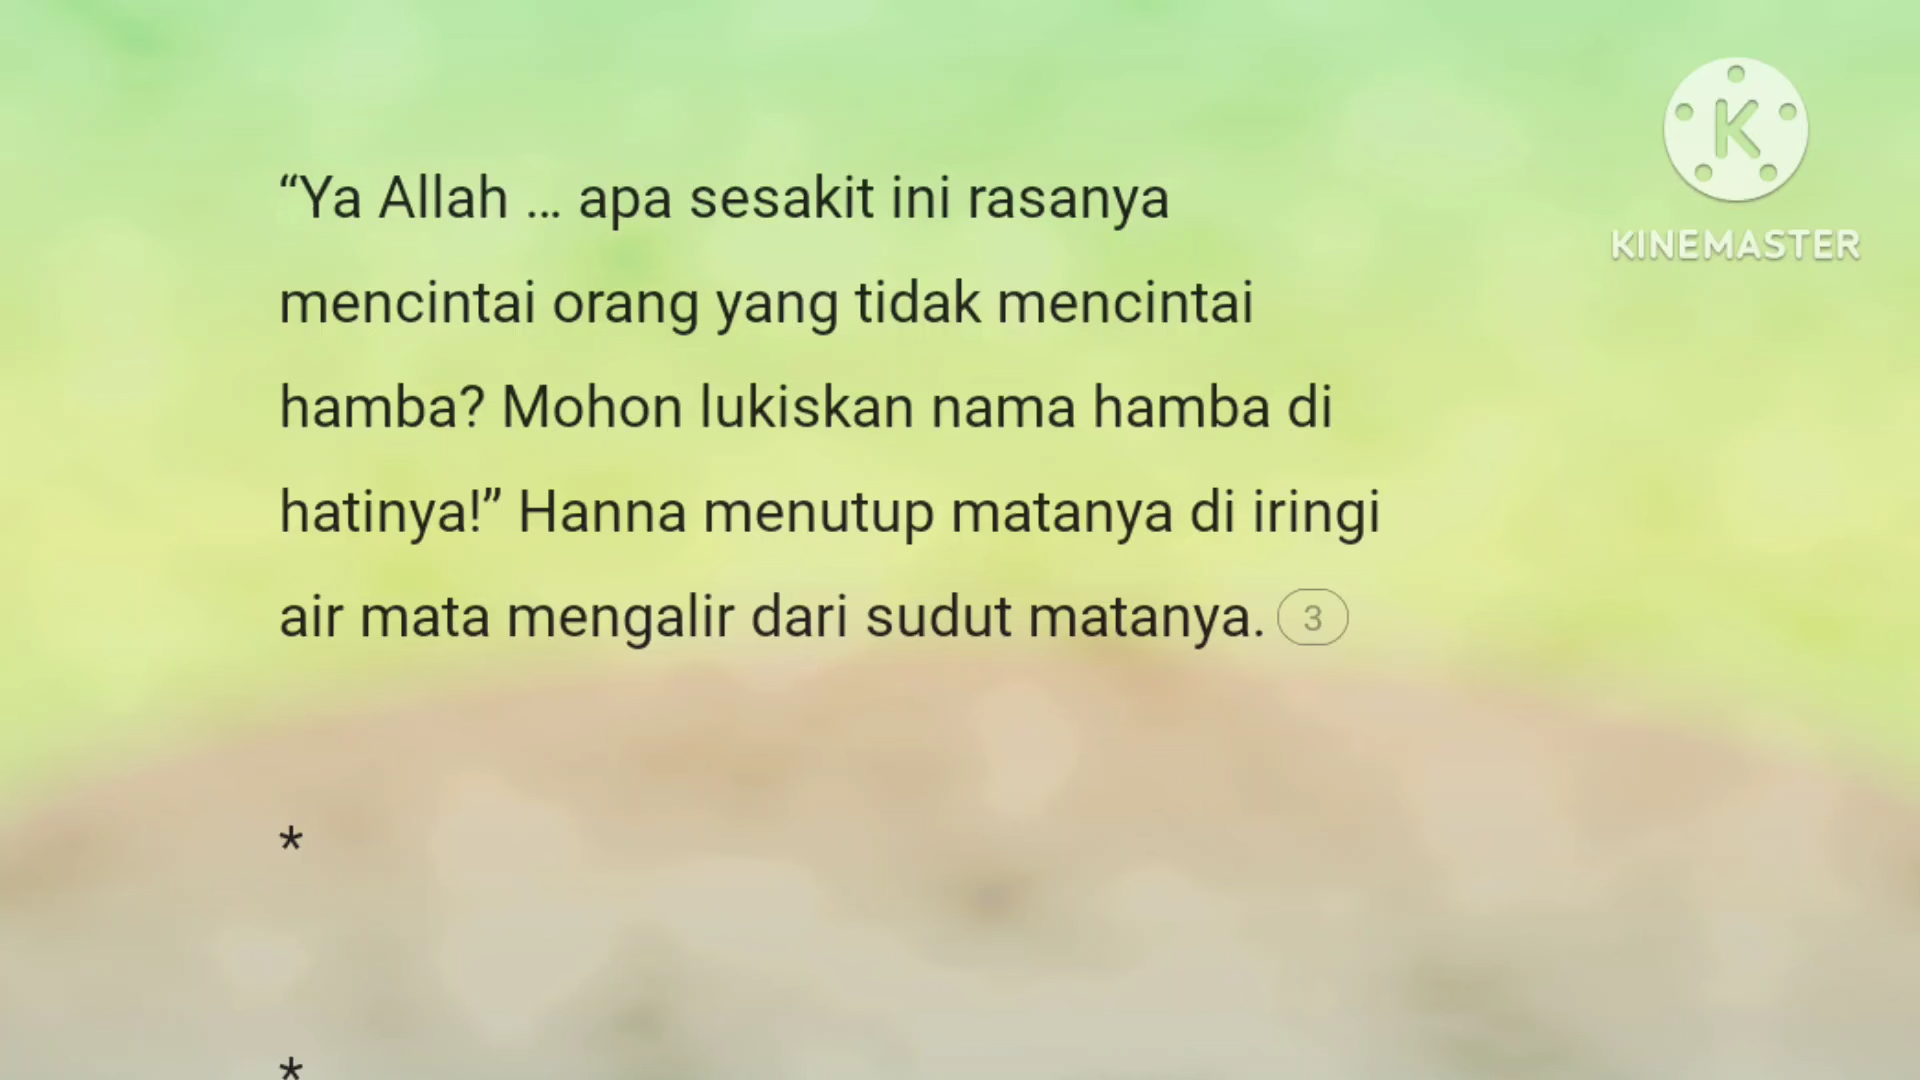 “Ya Allah ... apa sesakit ini rasanya
mencintai orang yang tidak mencintai
hamba? Mohon lukiskan nama hamba di
hatinya!” Hanna menutup matanya di iringi
air mata mengalir dari sudut matanya. 3
*
*
K
KINEMASTER